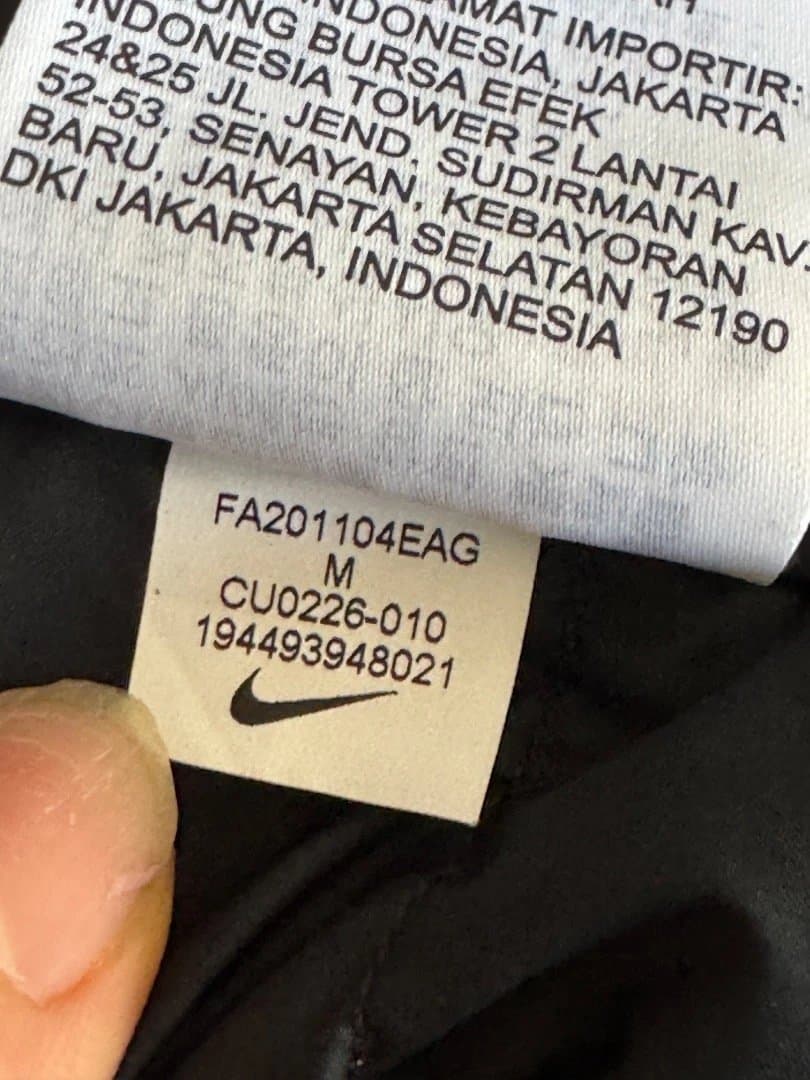 AMAT IMPORTIR:
INDONESIA, JAKARTA
UNG BURSA EFEK
INDONESIA TOWER 2 LANTAI
24&25 JL. JEND. SUDIRMAN KAV.
52-53, SENAYAN, KEBAYORAN
BARU, JAKARTA SELATAN 12190
DKI JAKARTA, INDONESIA
FA201104EAG
M
CU0226-010
194493948021